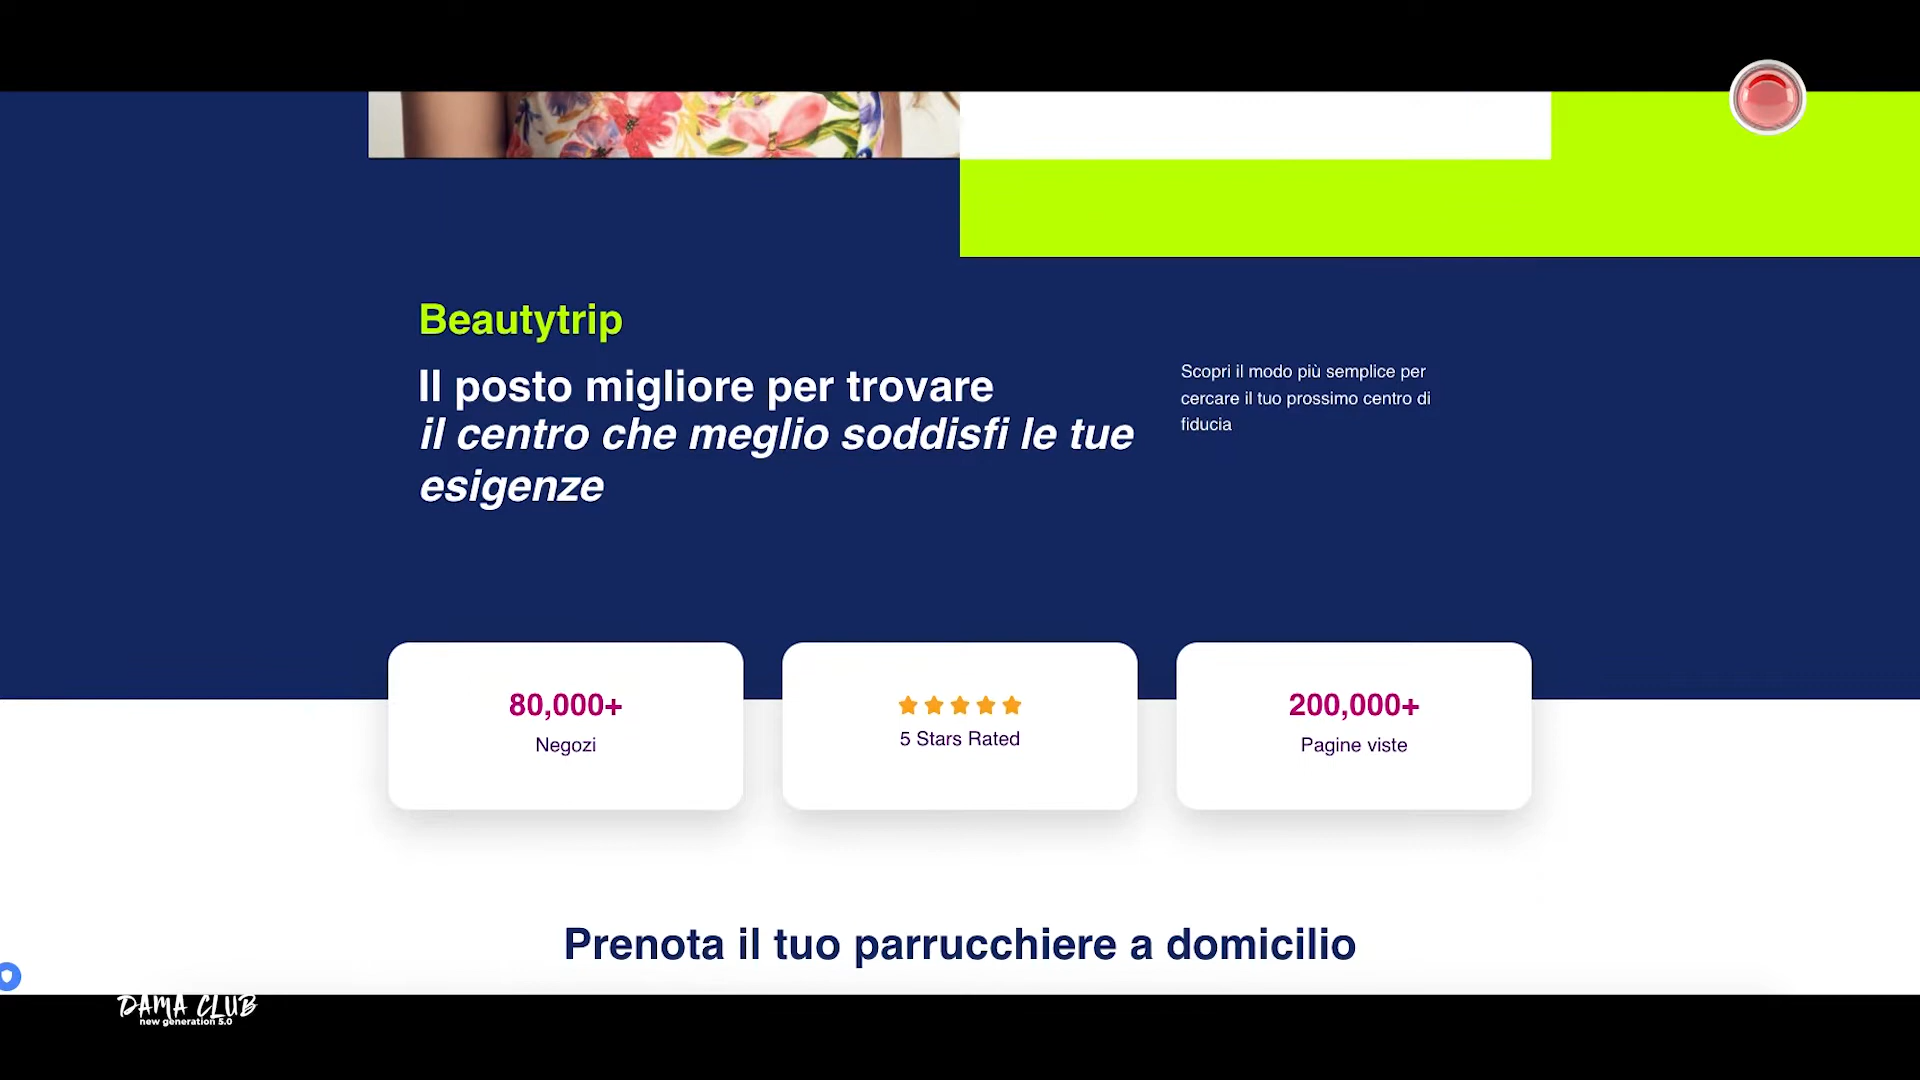 Beautytrip
Il posto migliore per trovare
il centro che meglio soddisfi le tue
esigenze
Scopri il modo più semplice per
cercare il tuo prossimo centro di
fiducia
80,000+
Negozi
5 Stars Rated
200,000+
Pagine viste
Prenota il tuo parrucchiere a domicilio
DAMA CLUB
new generation 5.0